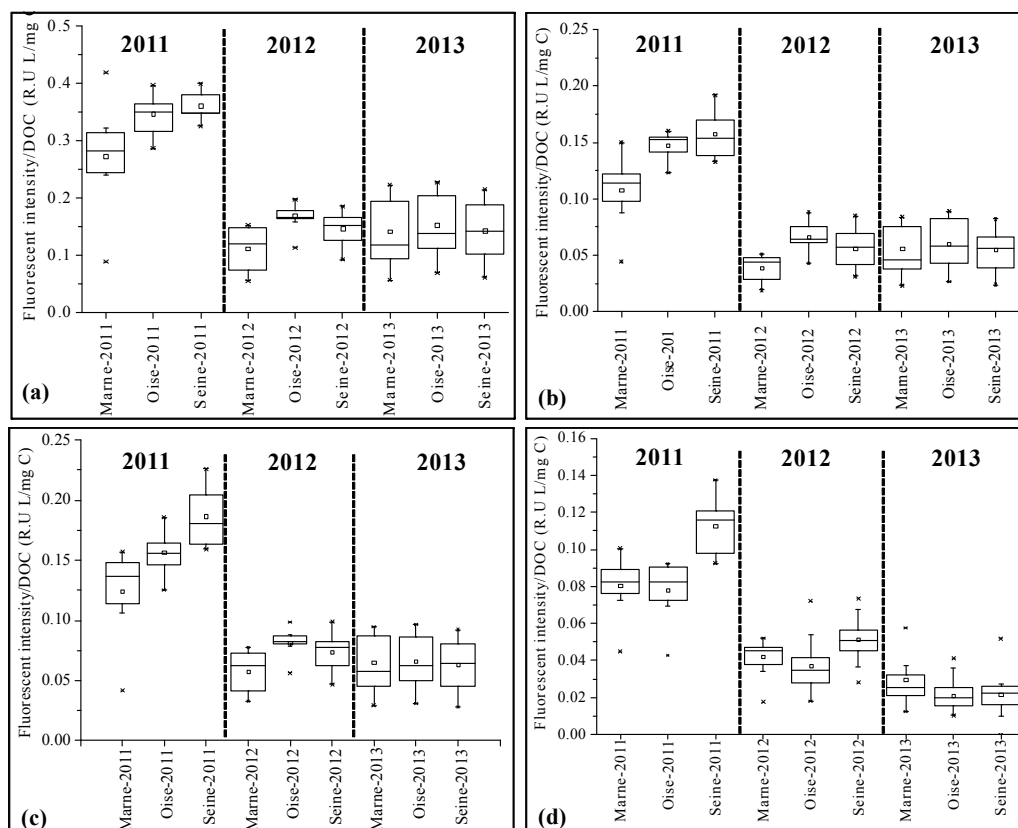 Fluorescent intensity/DOC (R.U L/mg C)
0.5
0.4
0.3
0.2
0.1
0.0
2011
2012
2013
Marne-2011
Oise-2011
Seine-2011
Marne-2012
Oise-2012
Seine-2012
Marne-2013
Oise-2013
Seine-2013
(a)
Fluorescent intensity/DOC (R.U L/mg C)
0.25
0.20
0.15
0.10
0.05
0.00
2011
2012
2013
Marne-2011
Oise-201
Seine-2011
Marne-2012
Oise-2012
Seine-2012
Marne-2013
Oise-2013
Seine-2013
(b)
Fluorescent intensity/DOC (R.U L/mg C)
0.25
0.20
0.15
0.10
0.05
0.00
2011
2012
2013
Marne-2011
Oise-2011
Seine-2011
Marne-2012
Oise-2012
Seine-2012
Marne-2013
Oise-2013
Seine-2013
(c)
Fluorescent intensity/DOC (R.U L/mg C)
0.16
0.14
0.12
0.10
0.08
0.06
0.04
0.02
0.00
2011
2012
2013
Marne-2011
Oise-2011
Seine-2011
Marne-2012
Oise-2012
Seine-2012
Marne-2013
Oise-2013
Seine-2013
(d)